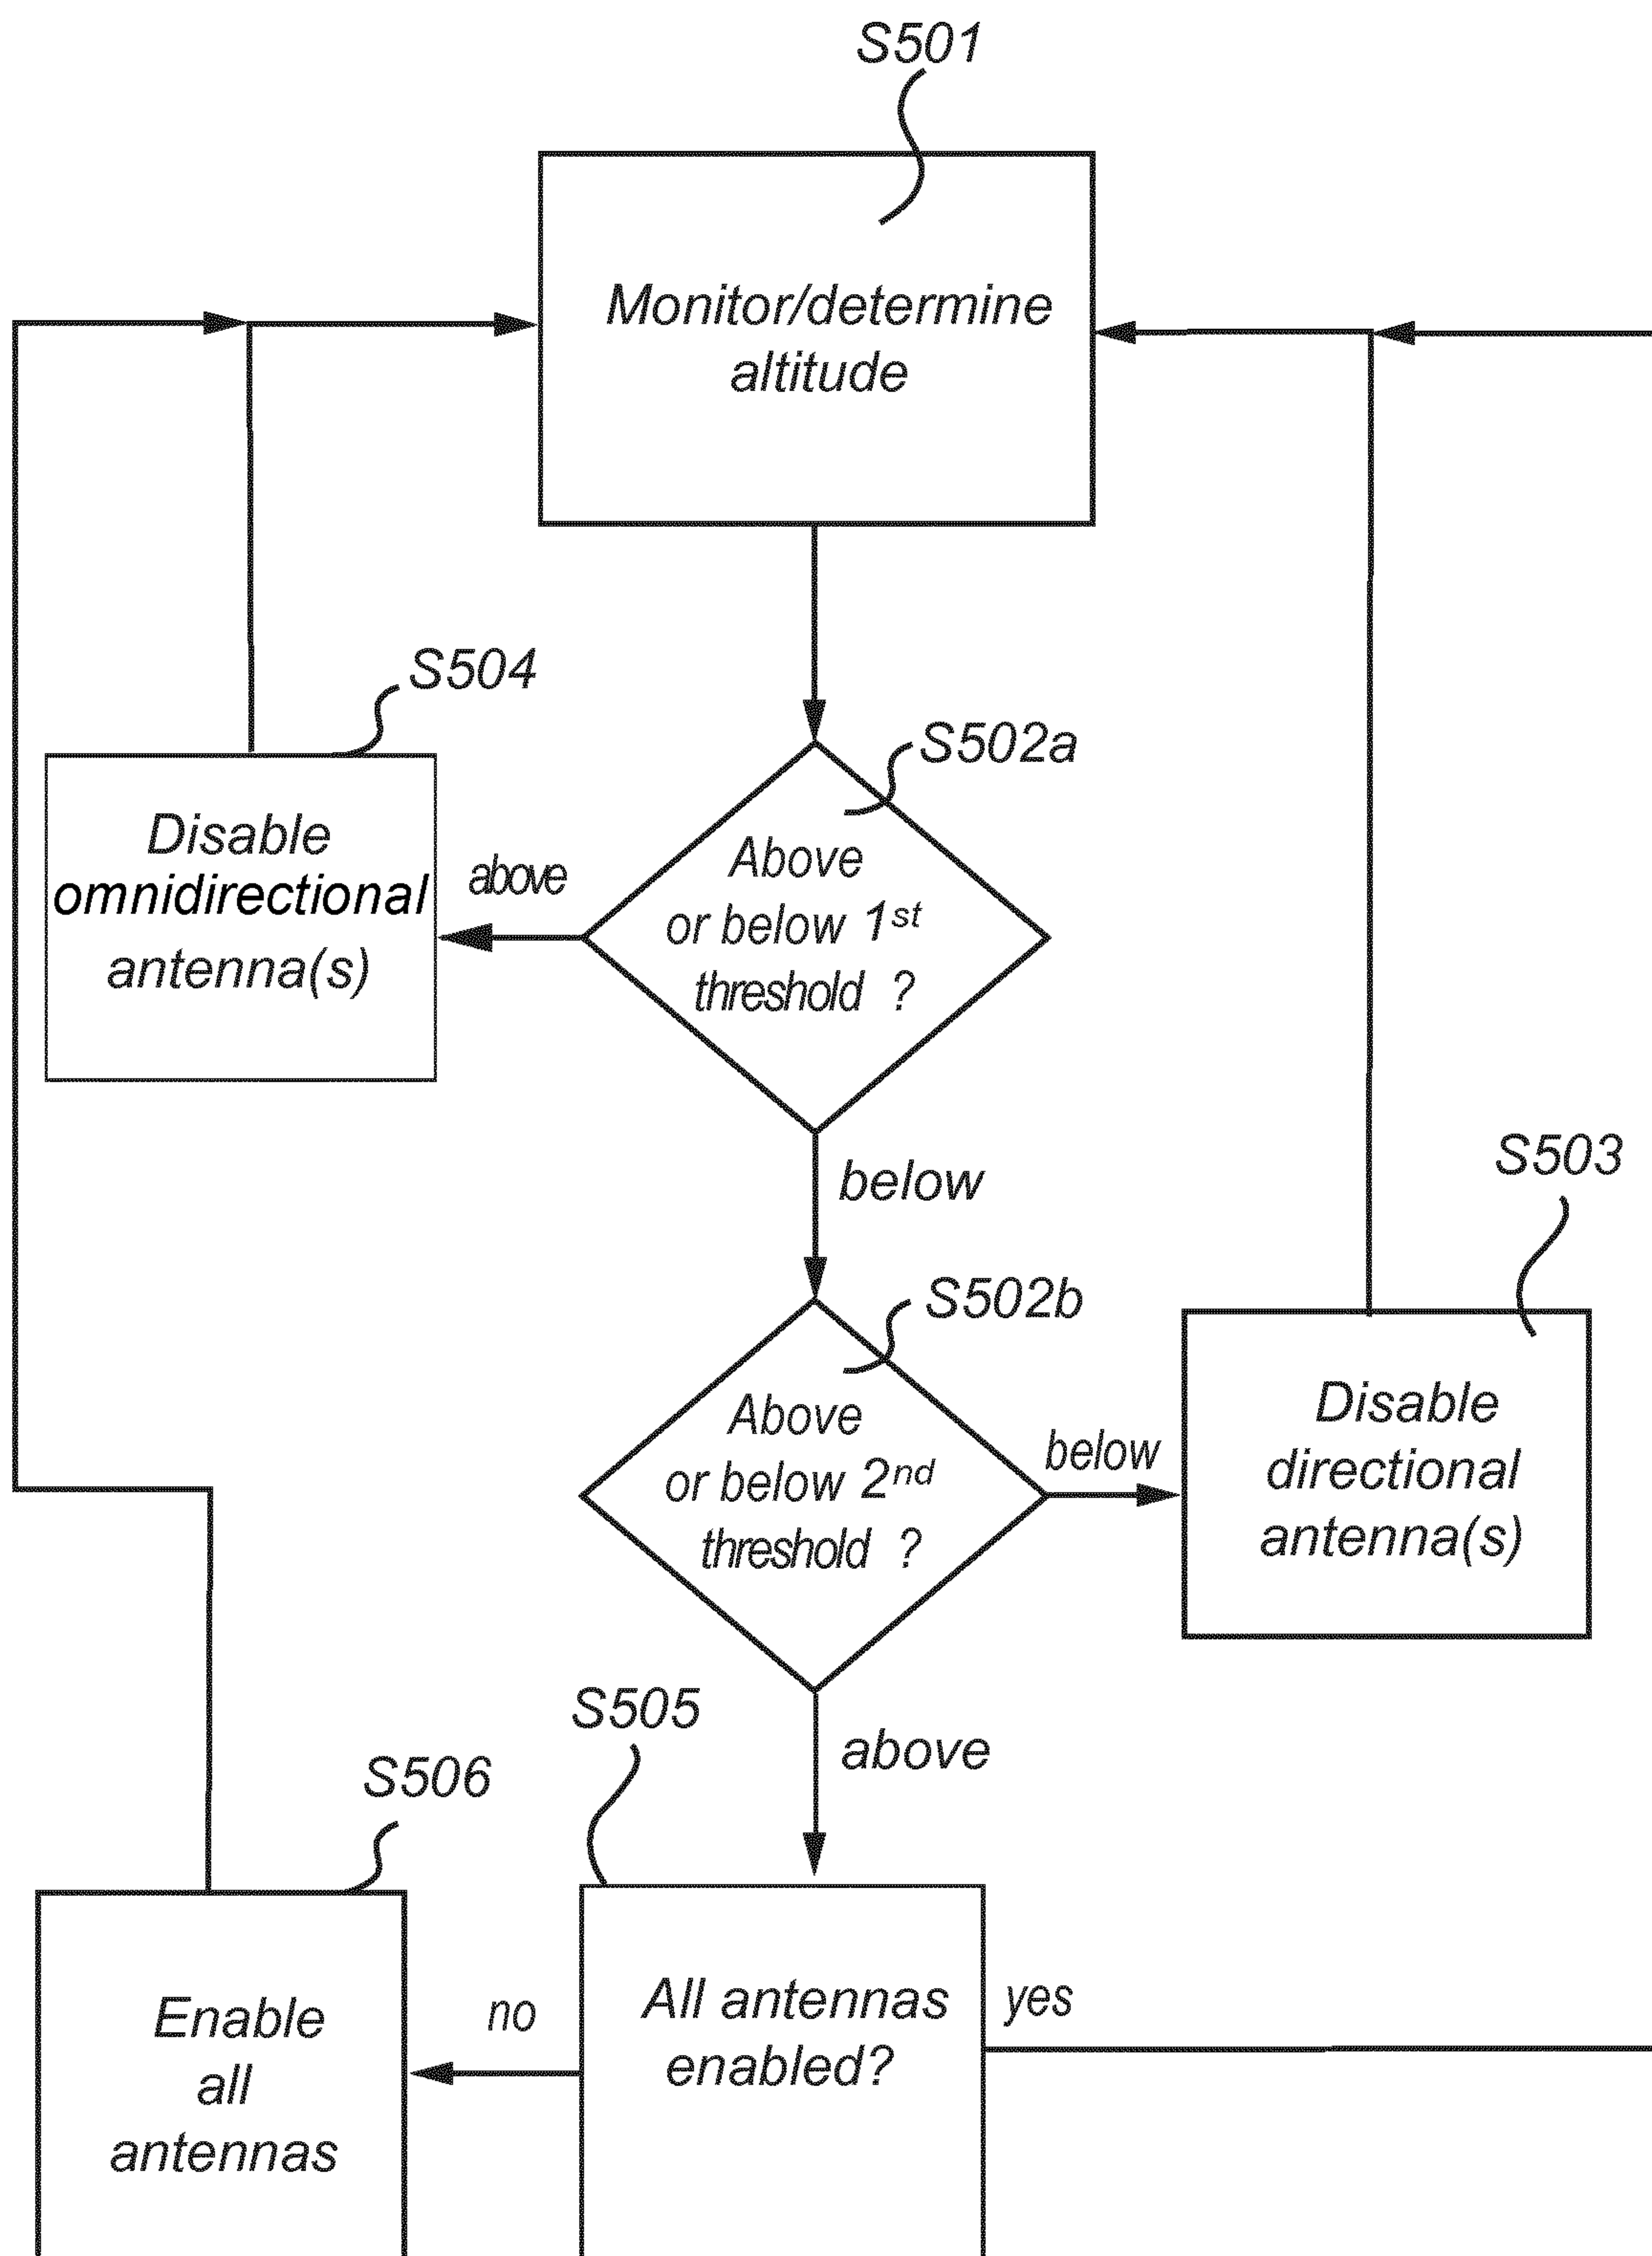 S501
Monitor/determine
altitude
S504
S502a
Disable
omnidirectional
antenna(s)
above
Above
or below 1st
threshold ?
below
S503
S502b
Above
or below 2nd
threshold ?
below
Disable
directional
antenna(s)
S505
above
S506
Enable
all
antennas
no
All antennas
enabled?
yes